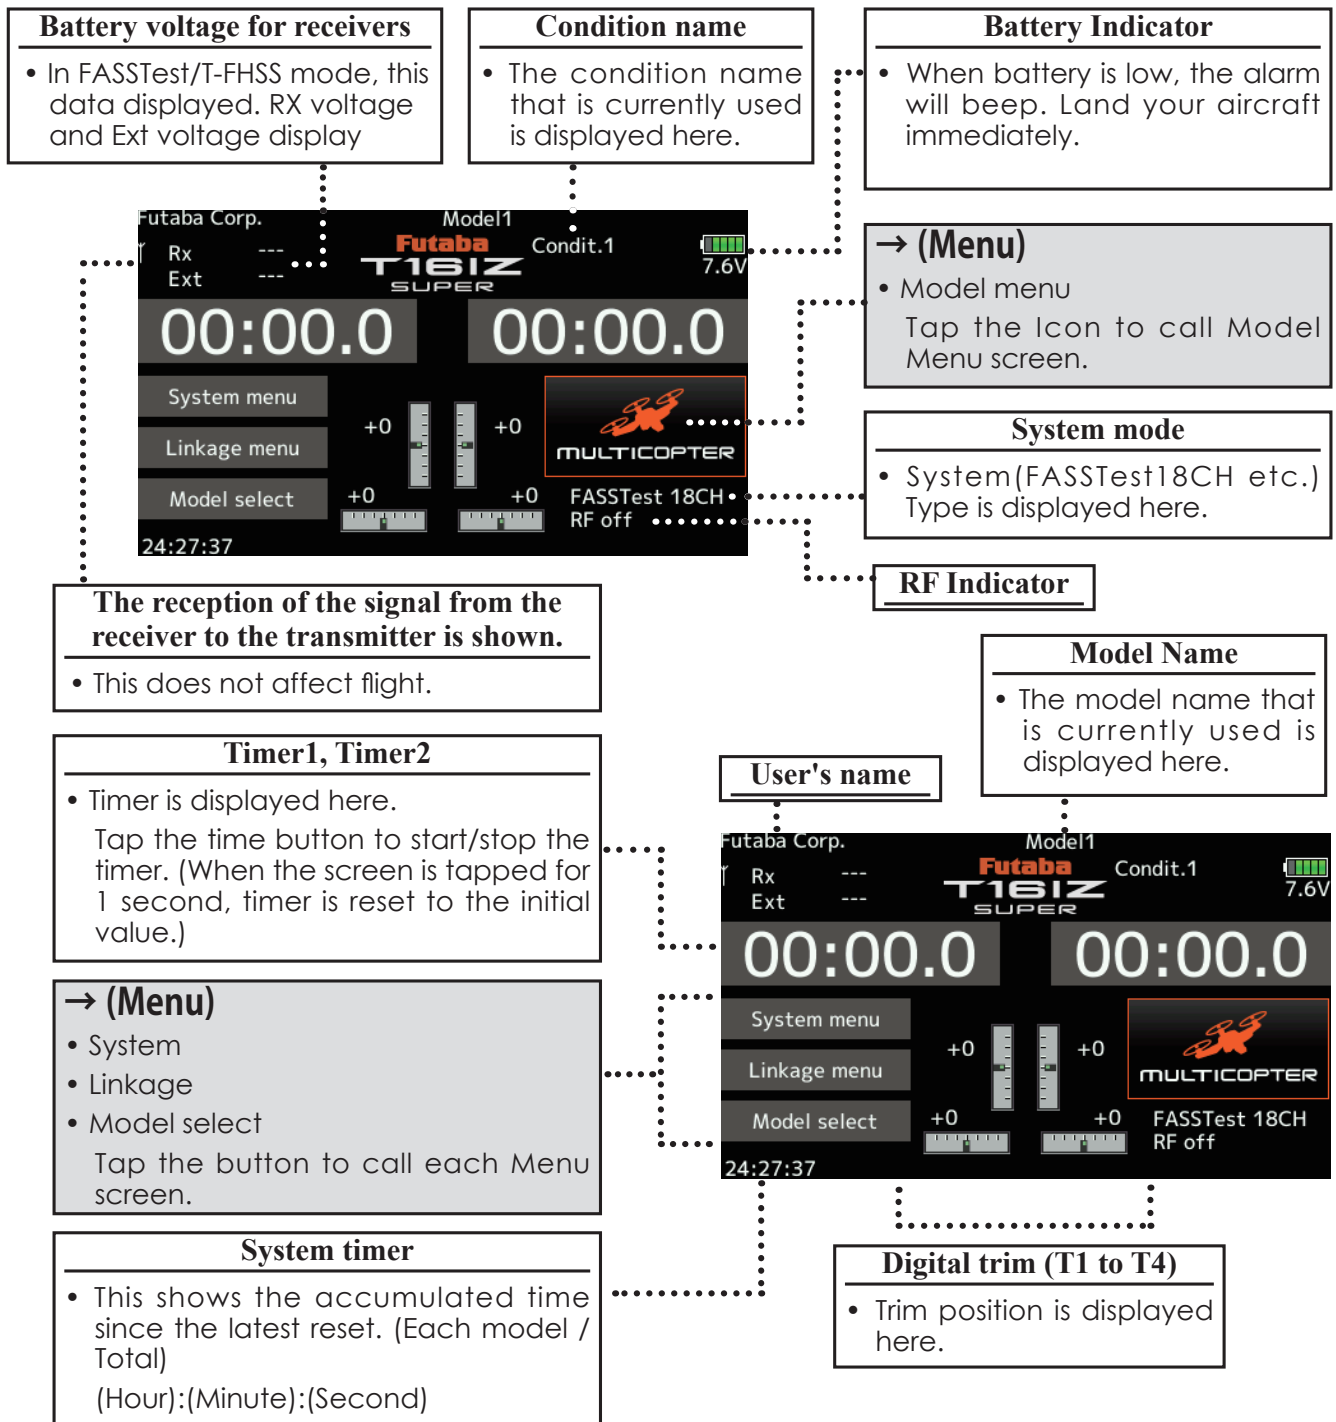 Battery voltage for receivers
• In FASSTest/T-FHSS mode, this
data displayed. RX voltage
and Ext voltage display
Condition name
• The condition name
that is currently used
is displayed here.
Battery Indicator
• When battery is low, the alarm
will beep. Land your aircraft
immediately.
Futaba Corp.
Model1
Rx ---
Ext ---
Futaba
T16IZ
SUPER
Condit.1
7.6V
00:00.0
00:00.0
System menu
Linkage menu
Model select
+0
+0
+0
+0
MULTICOPTER
FASSTest 18CH
RF off
24:27:37
→ (Menu)
• Model menu
Tap the Icon to call Model
Menu screen.
System mode
• System(FASSTest18CH etc.)
Type is displayed here.
RF Indicator
The reception of the signal from the
receiver to the transmitter is shown.
• This does not affect flight.
Model Name
• The model name that
is currently used is
displayed here.
Timer1, Timer2
• Timer is displayed here.
Tap the time button to start/stop the
timer. (When the screen is tapped for
1 second, timer is reset to the initial
value.)
User's name
Futaba Corp.
Model1
Rx ---
Ext ---
Futaba
T16IZ
SUPER
Condit.1
7.6V
00:00.0
00:00.0
System menu
Linkage menu
Model select
+0
+0
+0
+0
MULTICOPTER
FASSTest 18CH
RF off
24:27:37
→ (Menu)
• System
• Linkage
• Model select
Tap the button to call each Menu
screen.
System timer
• This shows the accumulated time
since the latest reset. (Each model /
Total)
(Hour):(Minute):(Second)
Digital trim (T1 to T4)
• Trim position is displayed
here.